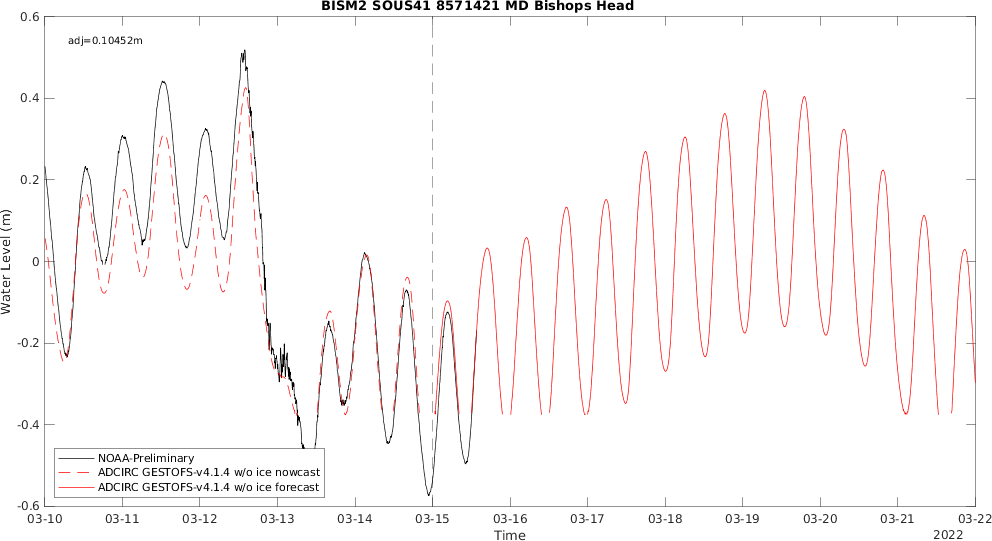 BISM2 SOUS41 8571421 MD Bishops Head
adj=0.10452m
0.6
0.4
0.2
0
-0.2
-0.4
-0.6
Water Level (m)
NOAA-Preliminary
ADCIRC GESTOFS-v4.1.4 w/o ice nowcast
ADCIRC GESTOFS-v4.1.4 w/o ice forecast
03-10 03-11 03-12 03-13 03-14 03-15 03-16 03-17 03-18 03-19 03-20 03-21 03-22
Time
2022